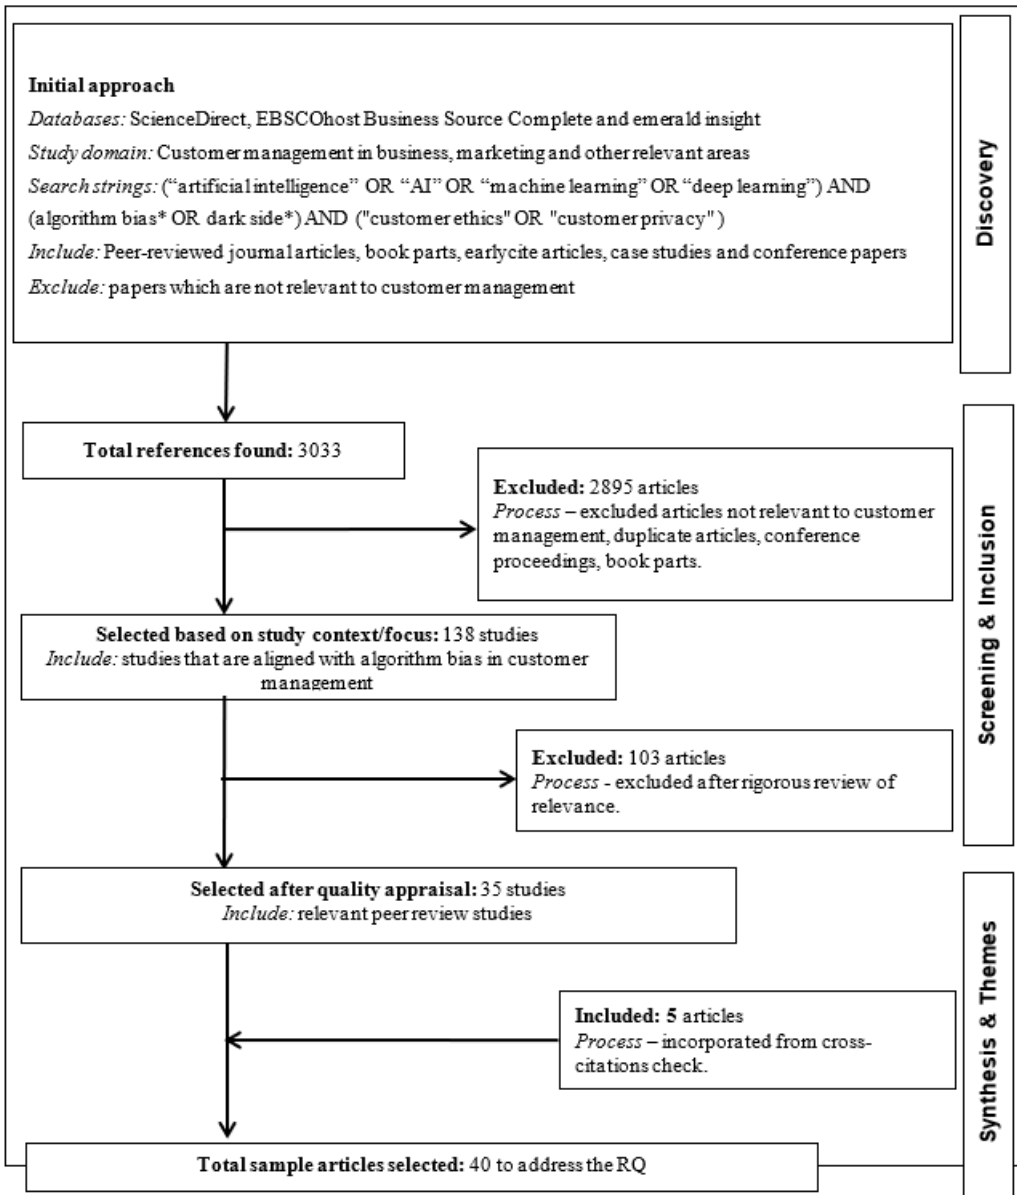 Initial approach
Databases: ScienceDirect, EBSCOhost Business Source Complete and emerald insight
Study domain: Customer management in business, marketing and other relevant areas
Search strings: (“artificial intelligence” OR “AI” OR “machine learning” OR “deep learning”) AND
(algorithm bias* OR dark side*) AND ("customer ethics" OR "customer privacy")
Include: Peer-reviewed journal articles, book parts, earlycite articles, case studies and conference papers
Exclude: papers which are not relevant to customer management
Discovery
Total references found: 3033
Excluded: 2895 articles
Process – excluded articles not relevant to customer
management, duplicate articles, conference
proceedings, book parts.
Selected based on study context/focus: 138 studies
Include: studies that are aligned with algorithm bias in customer
management
Excluded: 103 articles
Process - excluded after rigorous review of
relevance.
Screening & Inclusion
Selected after quality appraisal: 35 studies
Include: relevant peer review studies
Included: 5 articles
Process – incorporated from cross-
citations check.
Total sample articles selected: 40 to address the RQ
Synthesis & Themes